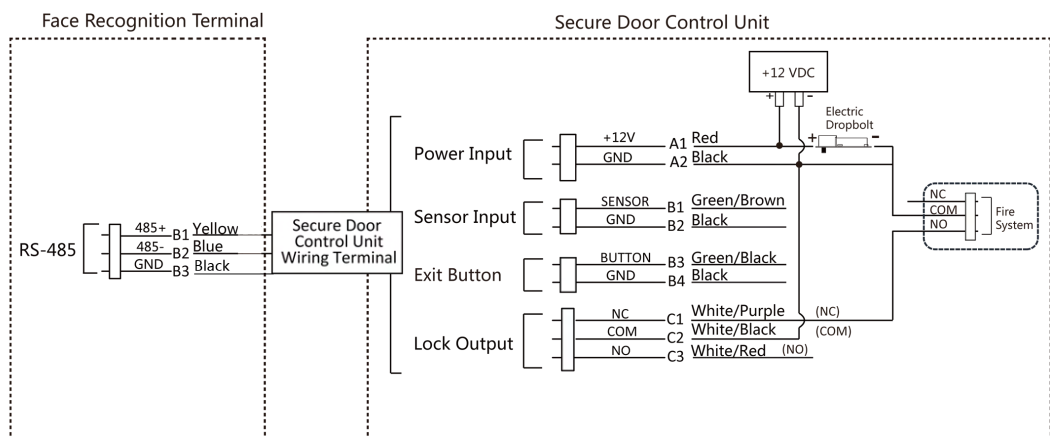 Face Recognition Terminal
Secure Door Control Unit
+12 VDC
+ -
Electric
Dropbolt
+ -
Power Input
+12V A1 Red
GND A2 Black
Sensor Input
SENSOR B1 Green/Brown
GND B2 Black
NC
COM
NO
Fire
System
RS-485
485+ B1 Yellow
485- B2 Blue
GND B3 Black
Secure Door
Control Unit
Wiring Terminal
Exit Button
BUTTON B3 Green/Black
GND B4 Black
Lock Output
NC C1 White/Purple (NC)
COM C2 White/Black (COM)
NO C3 White/Red (NO)